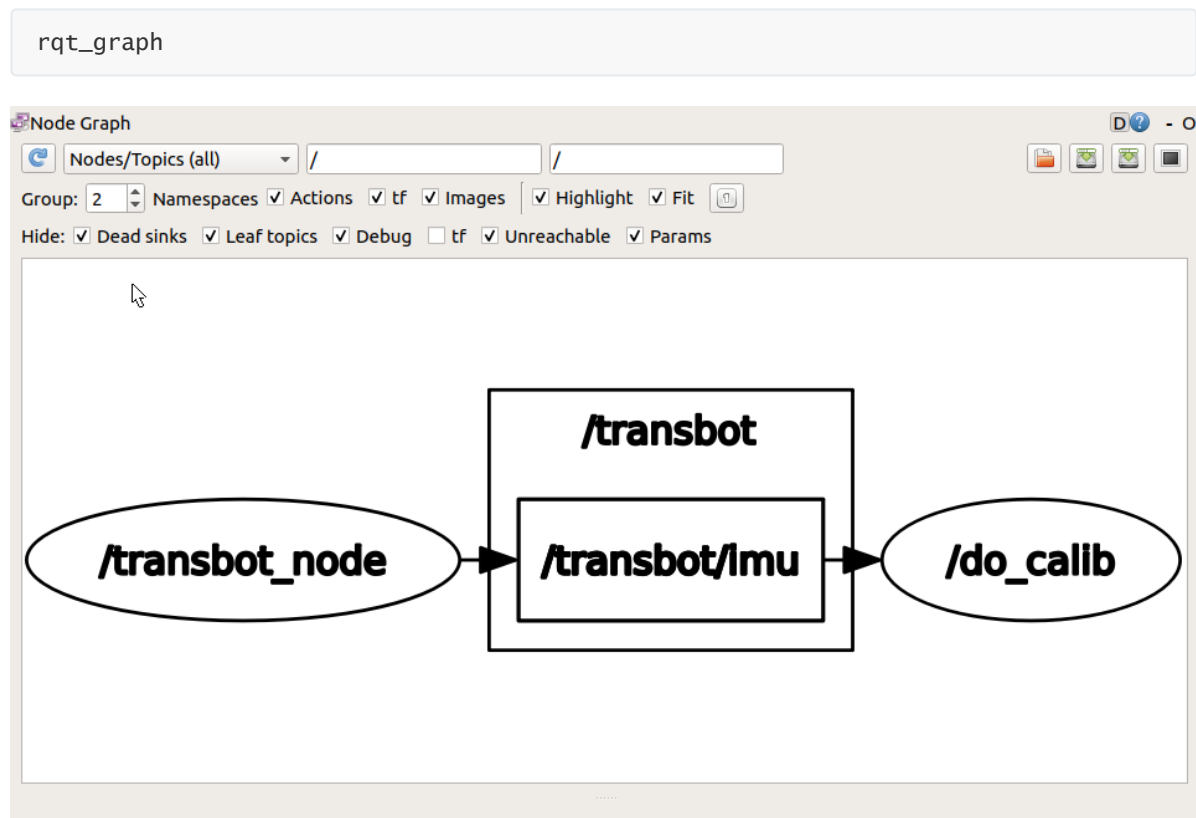 rqt_graph
Node Graph D ? - O
Nodes/Topics (all) / /
Group: 2 Namespaces Actions tf Images Highlight Fit
Hide: Dead sinks Leaf topics Debug tf Unreachable Params
/transbot
/transbot_node /transbot/imu /do_calib